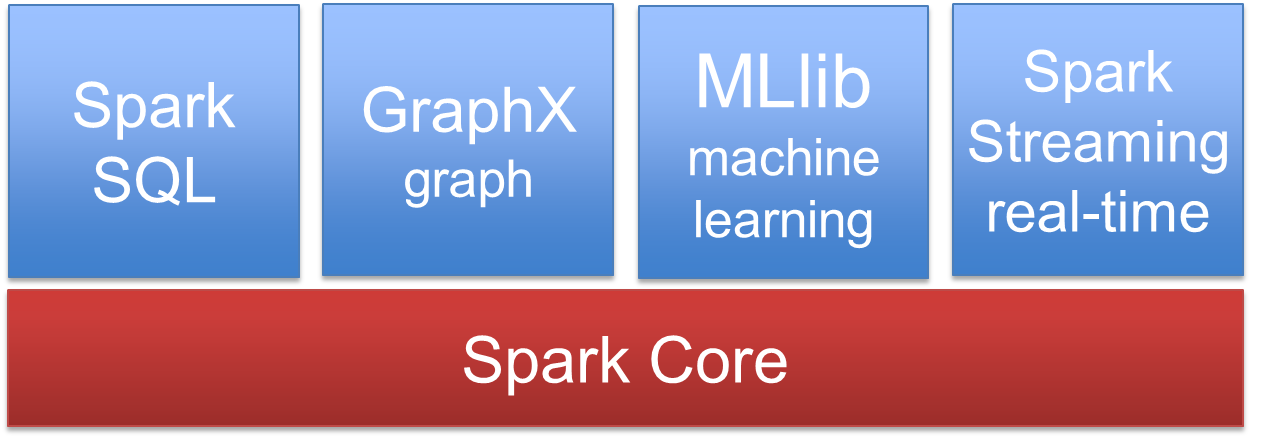 Spark
SQL
GraphX
graph
MLlib
machine
learning
Spark
Streaming
real-time
Spark Core